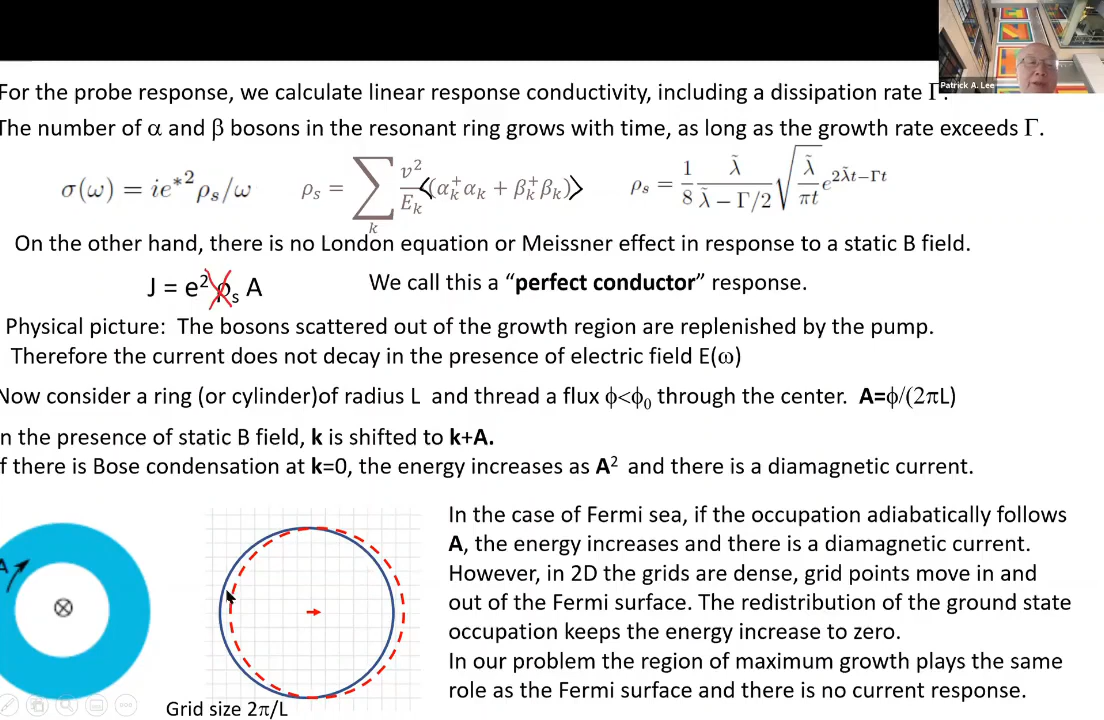 Patrick A. Lee
For the probe response, we calculate linear response conductivity, including a dissipation rate Γ.
The number of α and β bosons in the resonant ring grows with time, as long as the growth rate exceeds Γ.
σ(ω) = ie*²ρₛ/ω   ρₛ = ∑ₖ v²/Eₖ <(αₖ⁺αₖ + βₖ⁺βₖ)>   ρₛ = 1/8 λ̃/(λ̃ − Γ/2) √(λ̃/πt) e^{2λ̃t−Γt}
On the other hand, there is no London equation or Meissner effect in response to a static B field.
J = e²ρₛ A   We call this a “perfect conductor” response.
Physical picture: The bosons scattered out of the growth region are replenished by the pump.
Therefore the current does not decay in the presence of electric field E(ω)
Now consider a ring (or cylinder)of radius L and thread a flux ϕ<ϕ₀ through the center. A=ϕ/(2πL)
n the presence of static B field, k is shifted to k+A.
f there is Bose condensation at k=0, the energy increases as A² and there is a diamagnetic current.
A
In the case of Fermi sea, if the occupation adiabatically follows
A, the energy increases and there is a diamagnetic current.
However, in 2D the grids are dense, grid points move in and
out of the Fermi surface. The redistribution of the ground state
occupation keeps the energy increase to zero.
In our problem the region of maximum growth plays the same
role as the Fermi surface and there is no current response.
Grid size 2π/L